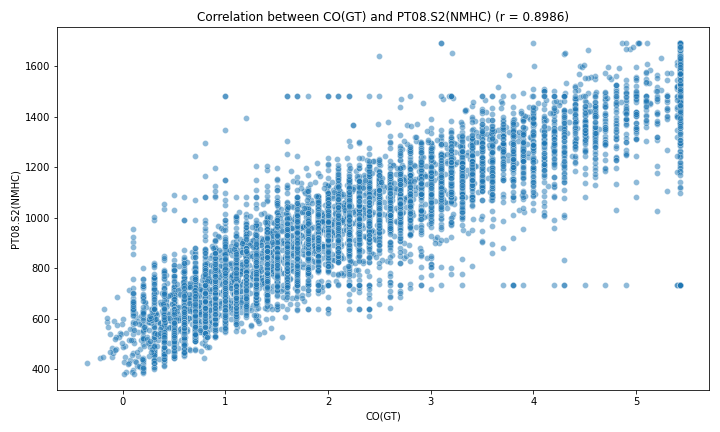 Correlation between CO(GT) and PT08.S2(NMHC) (r = 0.8986)
PT08.S2(NMHC)
1600
1400
1200
1000
800
600
400
0 1 2 3 4 5
CO(GT)